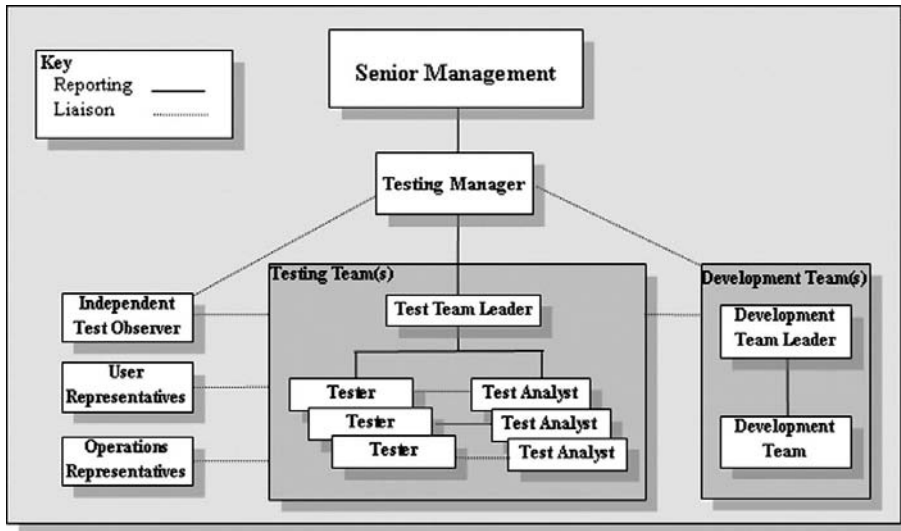 Key
Reporting
Liaison
Senior Management
Testing Manager
Testing Team(s)
Development Team(s)
Independent
Test Observer
User
Representatives
Operations
Representatives
Test Team Leader
Tester
Test Analyst
Tester
Test Analyst
Tester
Test Analyst
Development
Team Leader
Development
Team